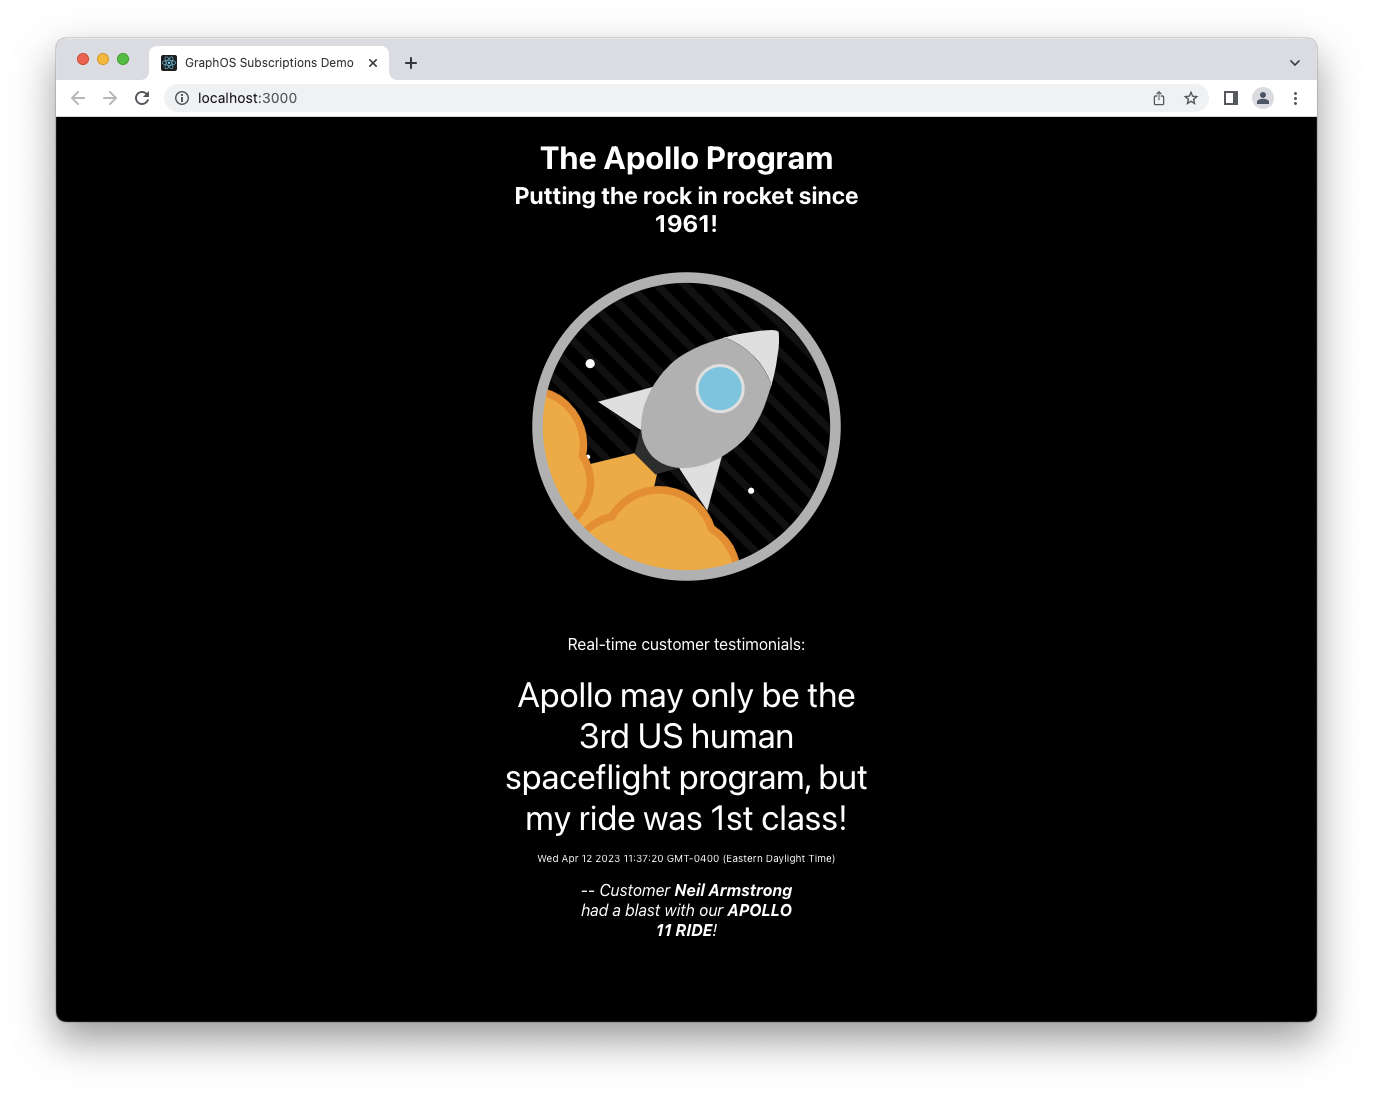 GraphOS Subscriptions Demo
localhost:3000
The Apollo Program
Putting the rock in rocket since
1961!
Real-time customer testimonials:
Apollo may only be the
3rd US human
spaceflight program, but
my ride was 1st class!
Wed Apr 12 2023 11:37:20 GMT-0400 (Eastern Daylight Time)
-- Customer Neil Armstrong
had a blast with our APOLLO
11 RIDE!